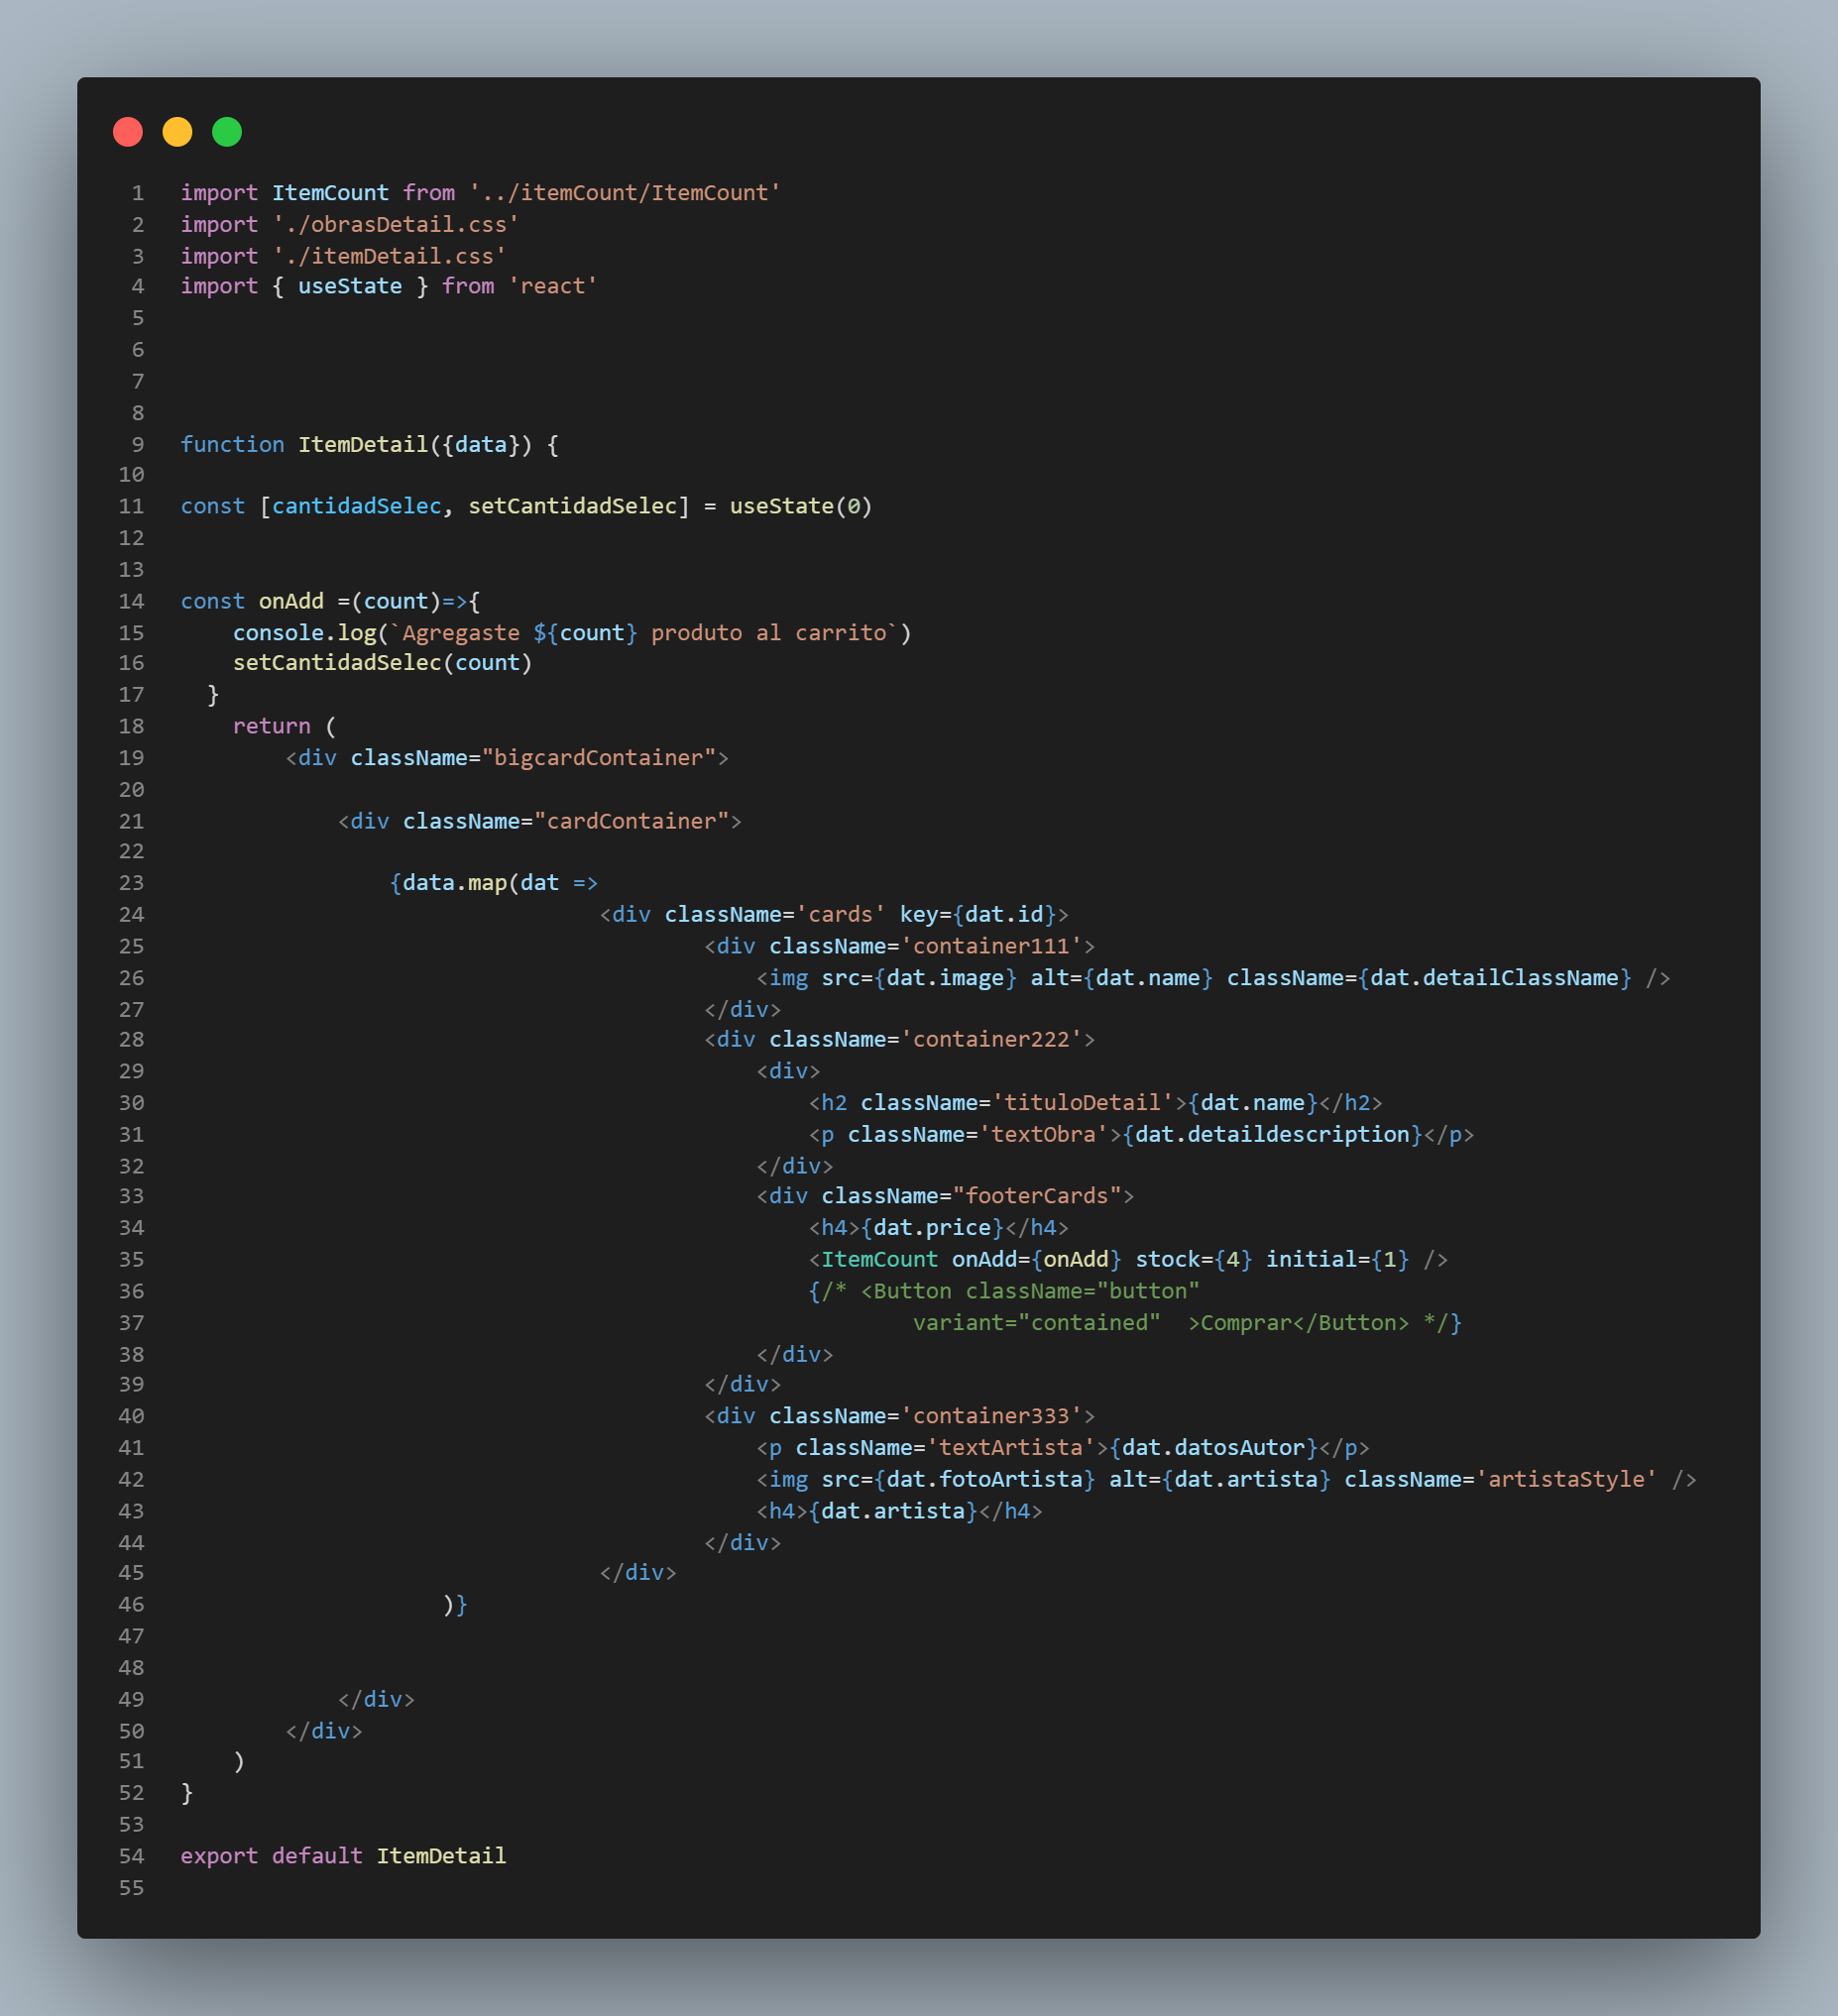 1 import ItemCount from '../itemCount/ItemCount'
2 import './obrasDetail.css'
3 import './itemDetail.css'
4 import { useState } from 'react'
5
6
7
8
9 function ItemDetail({data}) {
10
11 const [cantidadSelec, setCantidadSelec] = useState(0)
12
13
14 const onAdd =(count)=>{
15     console.log(`Agregaste ${count} produto al carrito`)
16     setCantidadSelec(count)
17   }
18     return (
19         <div className="bigcardContainer">
20
21             <div className="cardContainer">
22
23                 {data.map(dat =>
24                                 <div className='cards' key={dat.id}>
25                                         <div className='container111'>
26                                             <img src={dat.image} alt={dat.name} className={dat.detailClassName} />
27                                         </div>
28                                         <div className='container222'>
29                                             <div>
30                                                 <h2 className='tituloDetail'>{dat.name}</h2>
31                                                 <p className='textObra'>{dat.detaildescription}</p>
32                                             </div>
33                                             <div className="footerCards">
34                                                 <h4>{dat.price}</h4>
35                                                 <ItemCount onAdd={onAdd} stock={4} initial={1} />
36                                                 {/* <Button className="button"
37                                                         variant="contained"  >Comprar</Button> */}
38                                             </div>
39                                         </div>
40                                         <div className='container333'>
41                                             <p className='textArtista'>{dat.datosAutor}</p>
42                                             <img src={dat.fotoArtista} alt={dat.artista} className='artistaStyle' />
43                                             <h4>{dat.artista}</h4>
44                                         </div>
45                                 </div>
46                     )}
47
48
49             </div>
50         </div>
51     )
52 }
53
54 export default ItemDetail
55